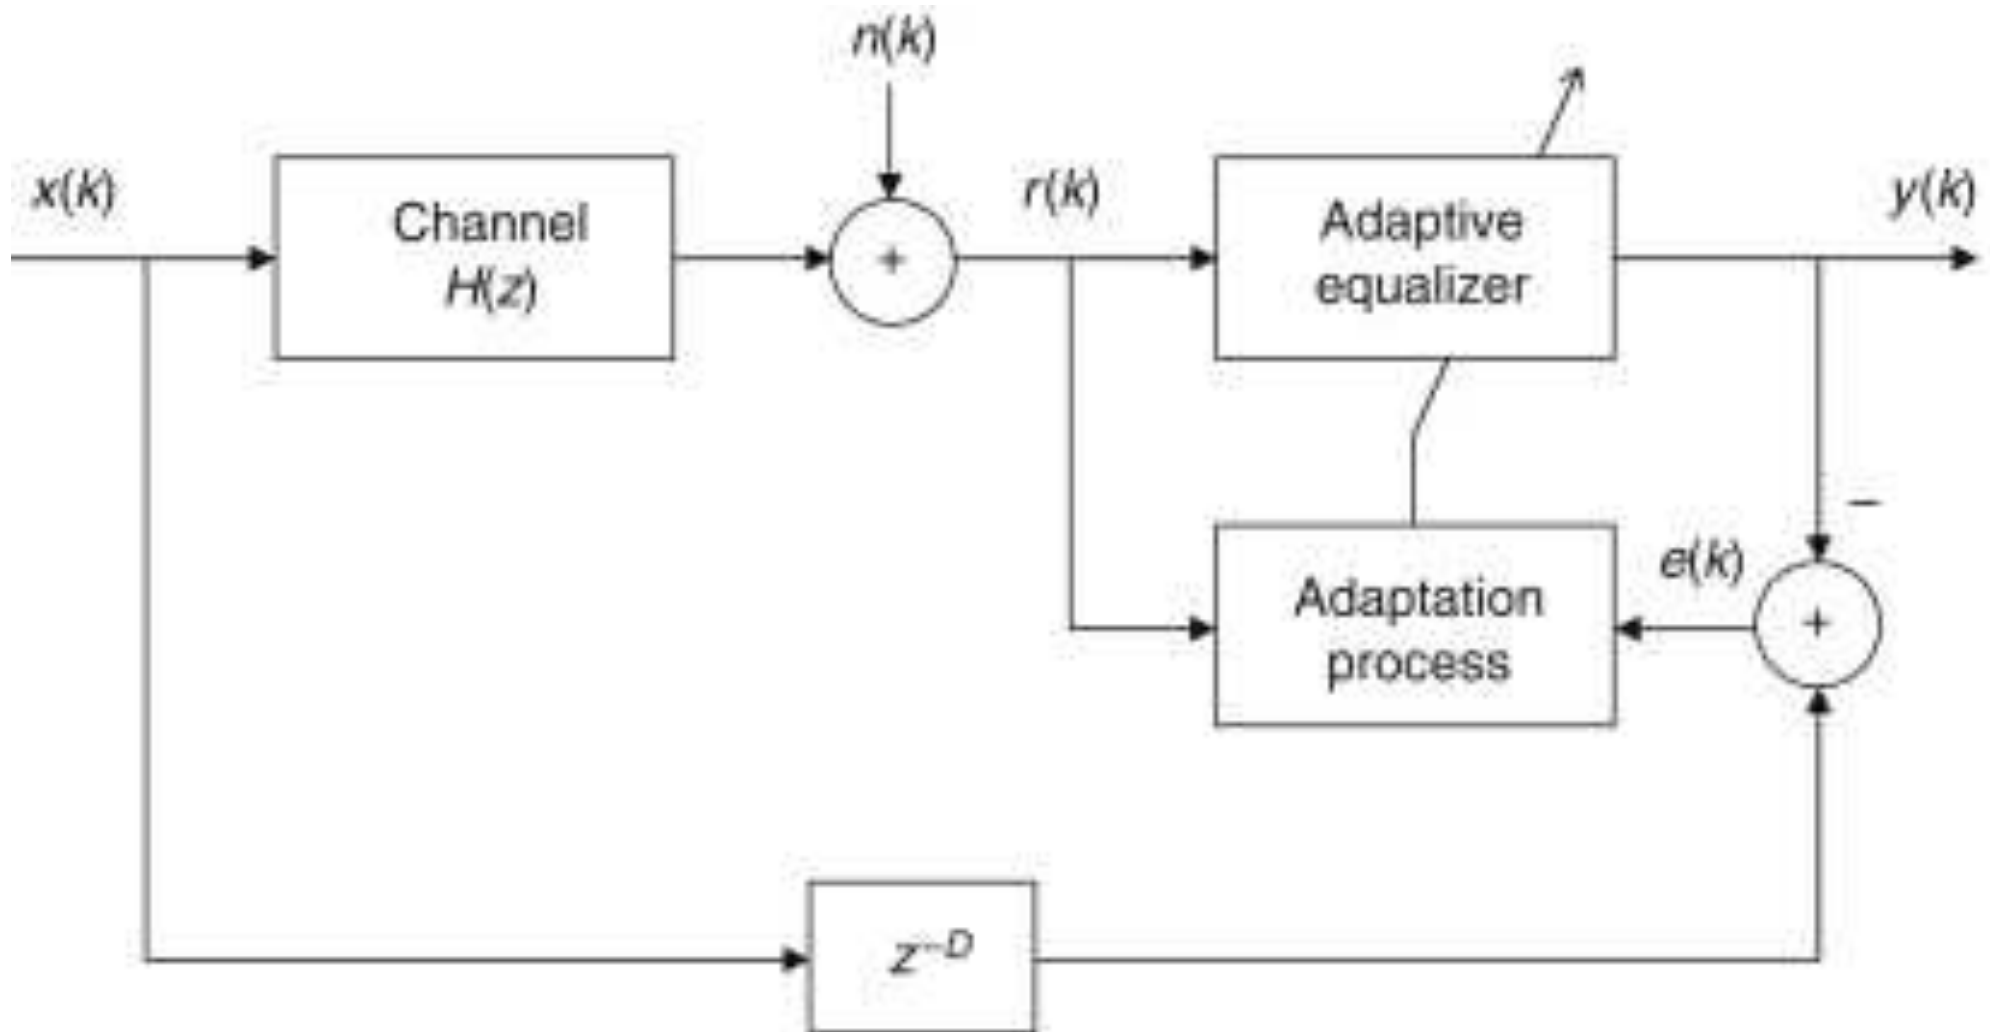 n(k)
x(k)
Channel
H(z)
+
r(k)
Adaptive
equalizer
y(k)
−
e(k)
Adaptation
process
+
z⁻ᴰ